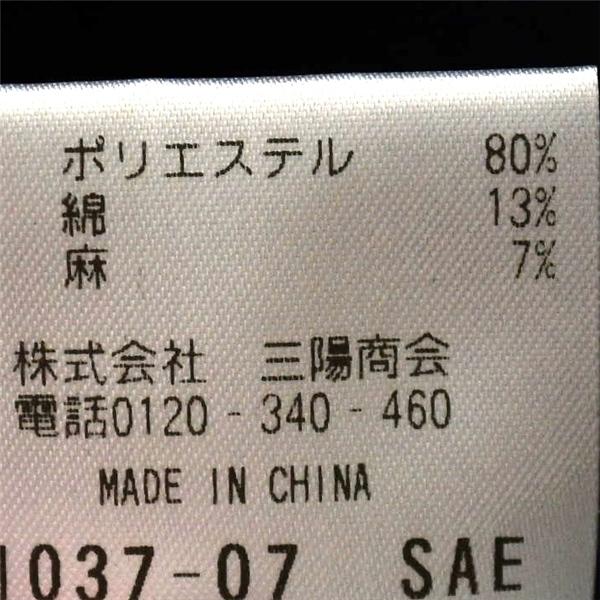 ポリエステル 80%
綿 13%
麻 7%
株式会社 三陽商会
電話0120-340-460
MADE IN CHINA
1037-07 SAE